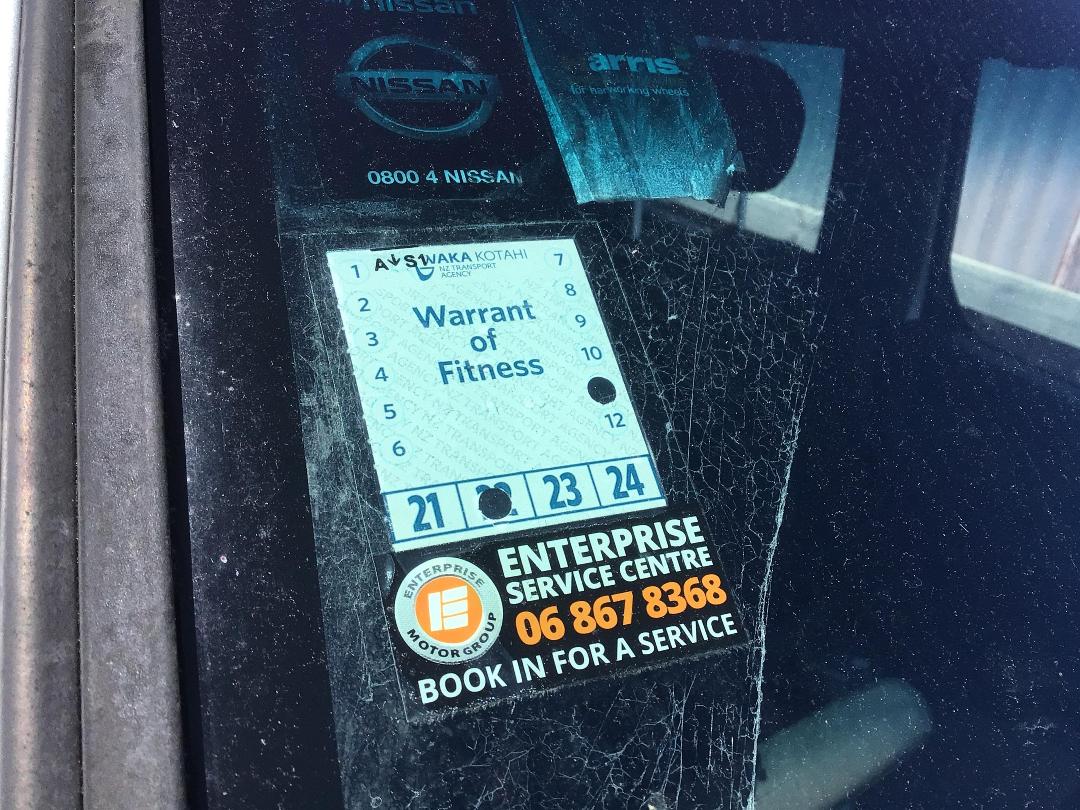 Nissan
NISSAN
0800 4 NISSAN
arris
for hardworking wheels
A↓S1 WAKA KOTAHI
NZ TRANSPORT
AGENCY
Warrant
of
Fitness
1
2
3
4
5
6
7
8
9
10
12
21 23 24
ENTERPRISE
SERVICE CENTRE
06 867 8368
BOOK IN FOR A SERVICE
ENTERPRISE
E
MOTOR GROUP